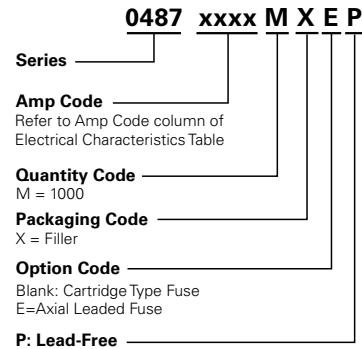 0487 xxxx M X E P
Series
Amp Code
Refer to Amp Code column of
Electrical Characteristics Table
Quantity Code
M = 1000
Packaging Code
X = Filler
Option Code
Blank: Cartridge Type Fuse
E=Axial Leaded Fuse
P: Lead-Free